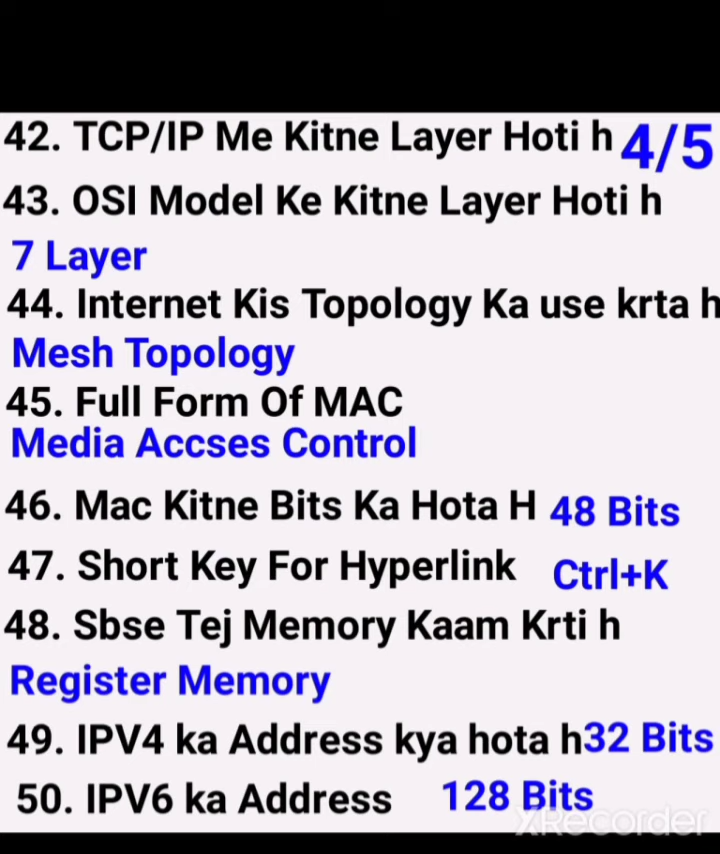 42. TCP/IP Me Kitne Layer Hoti h 4/5
43. OSI Model Ke Kitne Layer Hoti h
7 Layer
44. Internet Kis Topology Ka use krta h
Mesh Topology
45. Full Form Of MAC
Media Accses Control
46. Mac Kitne Bits Ka Hota H 48 Bits
47. Short Key For Hyperlink Ctrl+K
48. Sbse Tej Memory Kaam Krti h
Register Memory
49. IPV4 ka Address kya hota h32 Bits
50. IPV6 ka Address 128 Bits
XRecorder